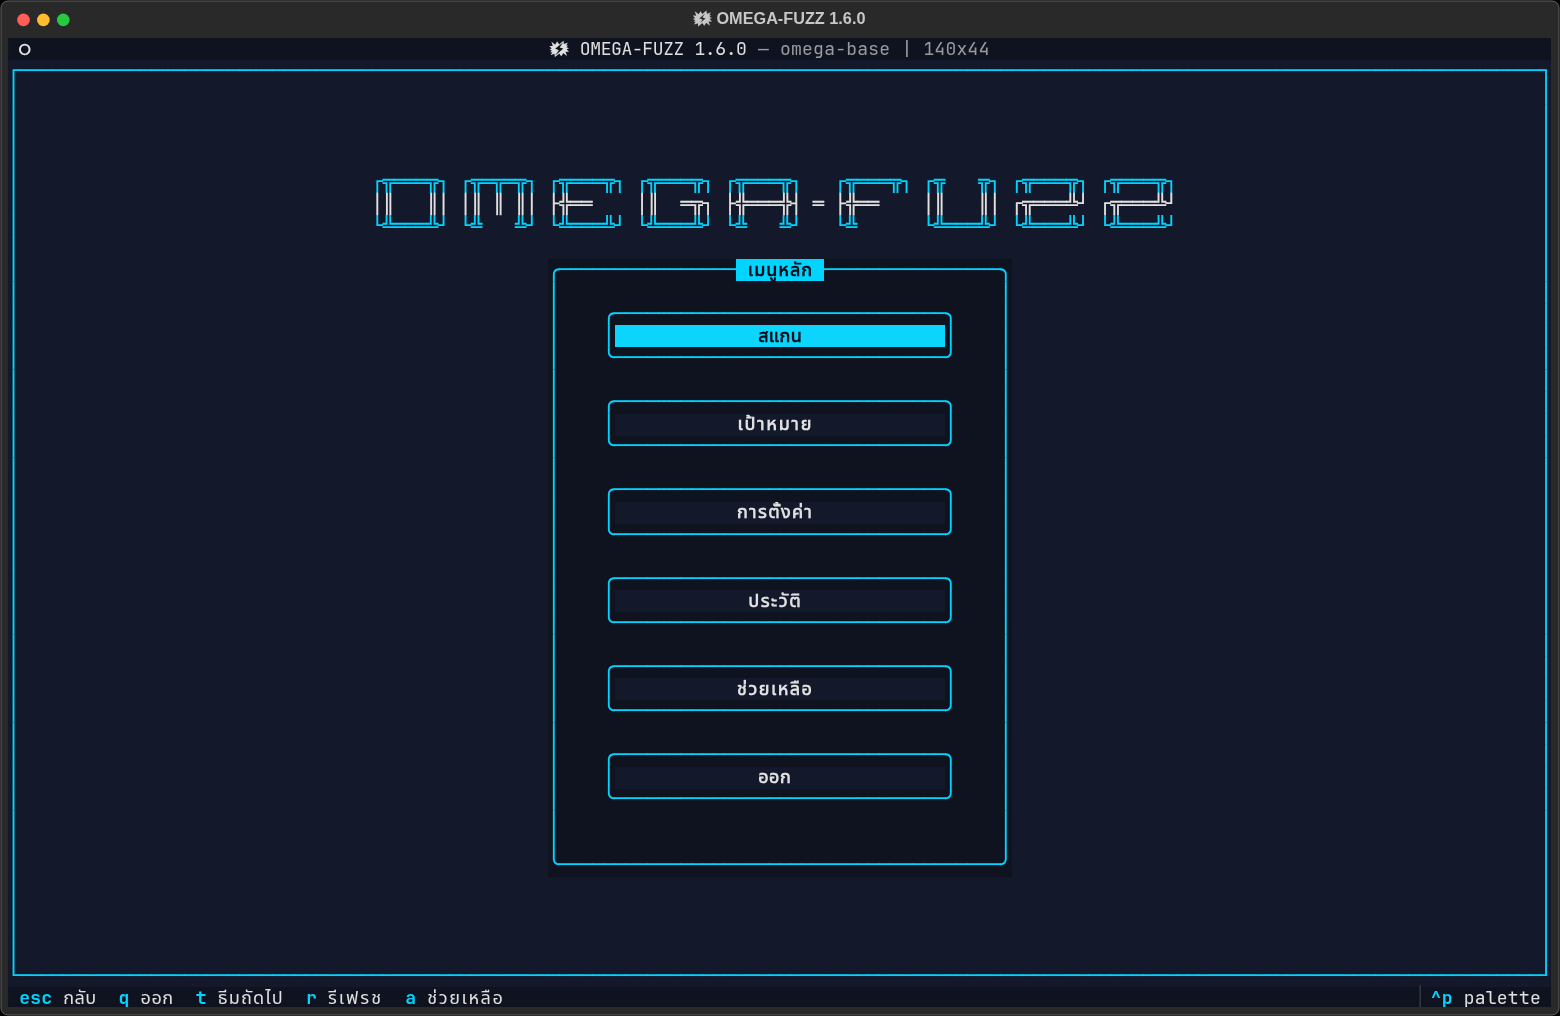 OMEGA-FUZZ 1.6.0
OMEGA-FUZZ 1.6.0 — omega-base | 140x44
OMEGA-FUZZ
เมนูหลัก
สแกน
เป้าหมาย
การตั้งค่า
ประวัติ
ช่วยเหลือ
ออก
esc กลับ q ออก t ธีมถัดไป r รีเฟรช a ช่วยเหลือ ^p palette